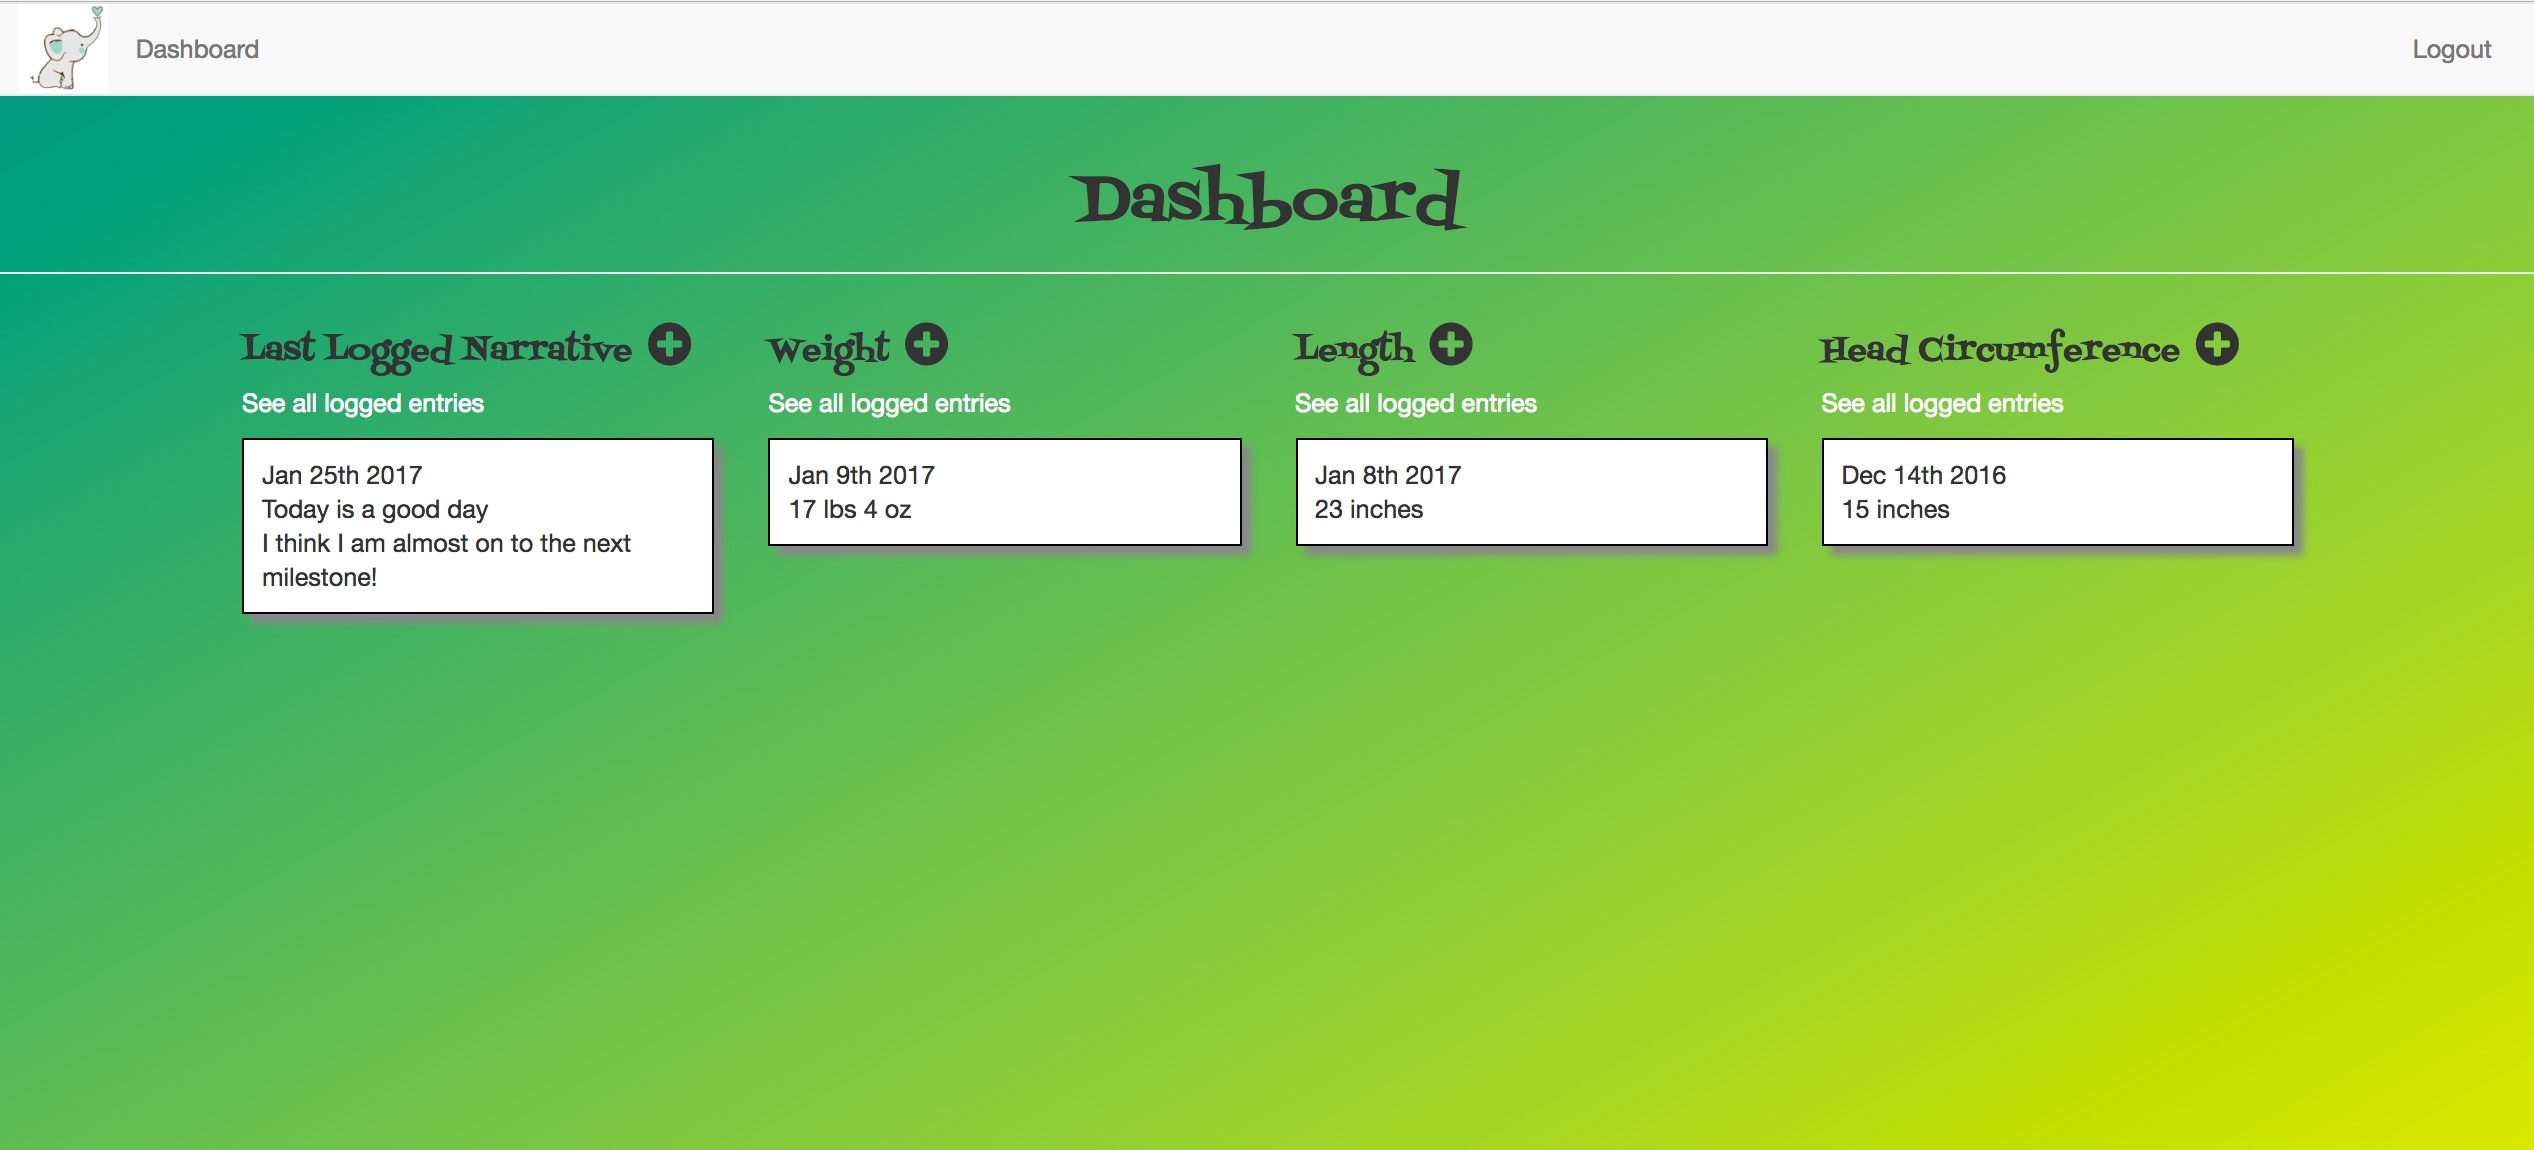 Dashboard
Logout
Dashboard
Last Logged Narrative
See all logged entries
Jan 25th 2017
Today is a good day
I think I am almost on to the next
milestone!
Weight
See all logged entries
Jan 9th 2017
17 lbs 4 oz
Length
See all logged entries
Jan 8th 2017
23 inches
Head Circumference
See all logged entries
Dec 14th 2016
15 inches